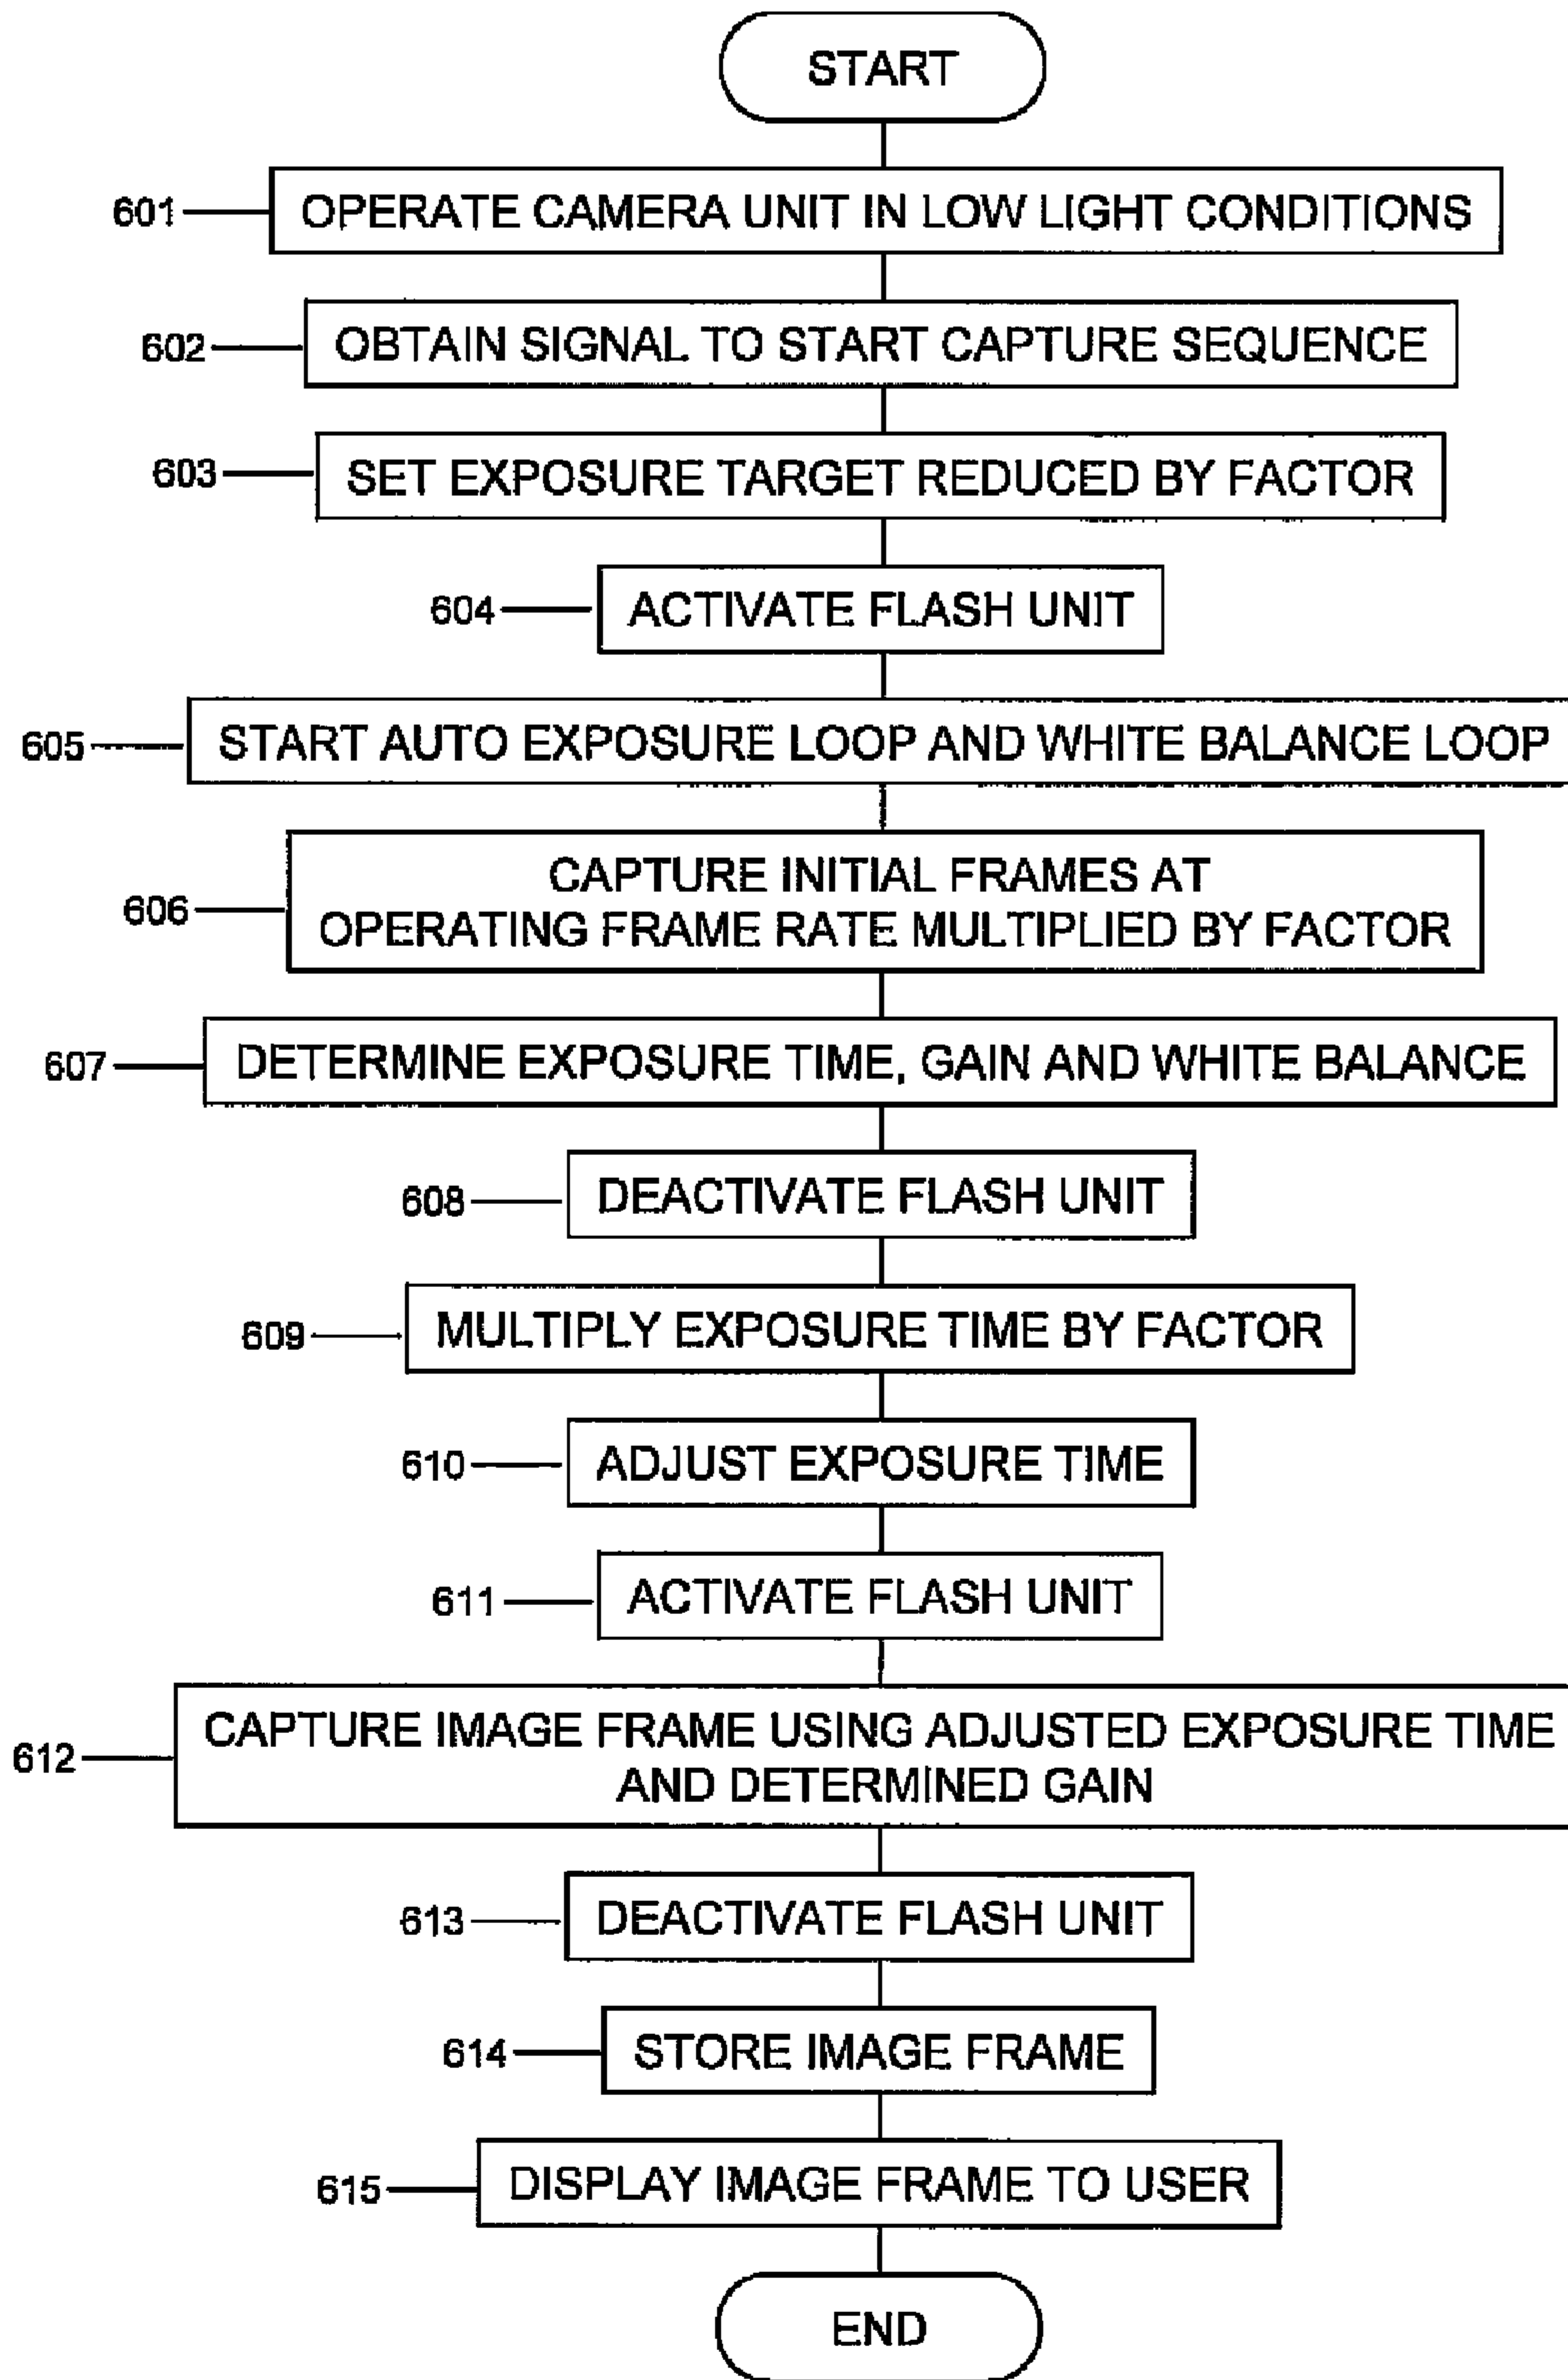 START
601 OPERATE CAMERA UNIT IN LOW LIGHT CONDITIONS
602 OBTAIN SIGNAL TO START CAPTURE SEQUENCE
603 SET EXPOSURE TARGET REDUCED BY FACTOR
604 ACTIVATE FLASH UNIT
605 START AUTO EXPOSURE LOOP AND WHITE BALANCE LOOP
CAPTURE INITIAL FRAMES AT
606 OPERATING FRAME RATE MULTIPLIED BY FACTOR
607 DETERMINE EXPOSURE TIME, GAIN AND WHITE BALANCE
608 DEACTIVATE FLASH UNIT
609 MULTIPLY EXPOSURE TIME BY FACTOR
610 ADJUST EXPOSURE TIME
611 ACTIVATE FLASH UNIT
612 CAPTURE IMAGE FRAME USING ADJUSTED EXPOSURE TIME
AND DETERMINED GAIN
613 DEACTIVATE FLASH UNIT
614 STORE IMAGE FRAME
615 DISPLAY IMAGE FRAME TO USER
END